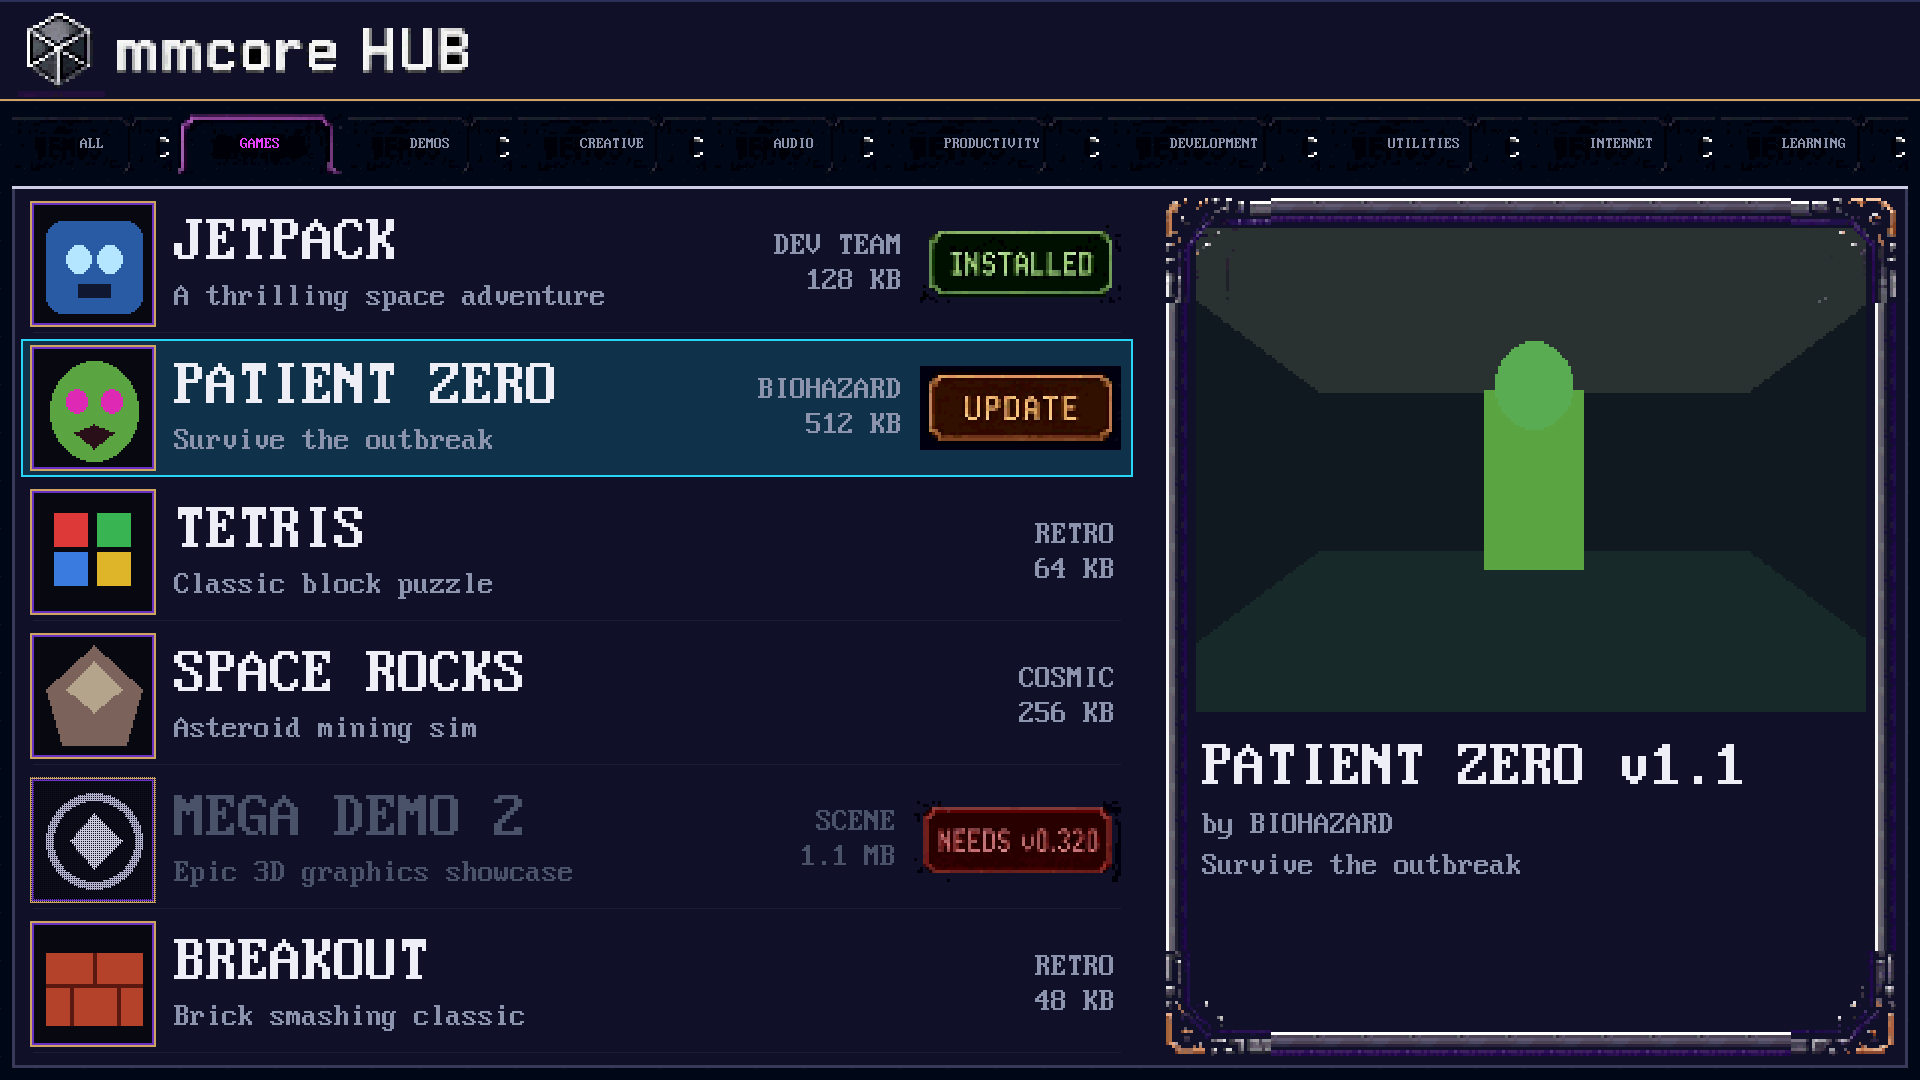 mmcore HUB
ALL
GAMES
DEMOS
CREATIVE
AUDIO
PRODUCTIVITY
DEVELOPMENT
UTILITIES
INTERNET
LEARNING
JETPACK
A thrilling space adventure
DEV TEAM
128 KB
INSTALLED
PATIENT ZERO
Survive the outbreak
BIOHAZARD
512 KB
UPDATE
TETRIS
Classic block puzzle
RETRO
64 KB
SPACE ROCKS
Asteroid mining sim
COSMIC
256 KB
MEGA DEMO 2
Epic 3D graphics showcase
SCENE
1.1 MB
NEEDS v0.320
BREAKOUT
Brick smashing classic
RETRO
48 KB
PATIENT ZERO v1.1
by BIOHAZARD
Survive the outbreak